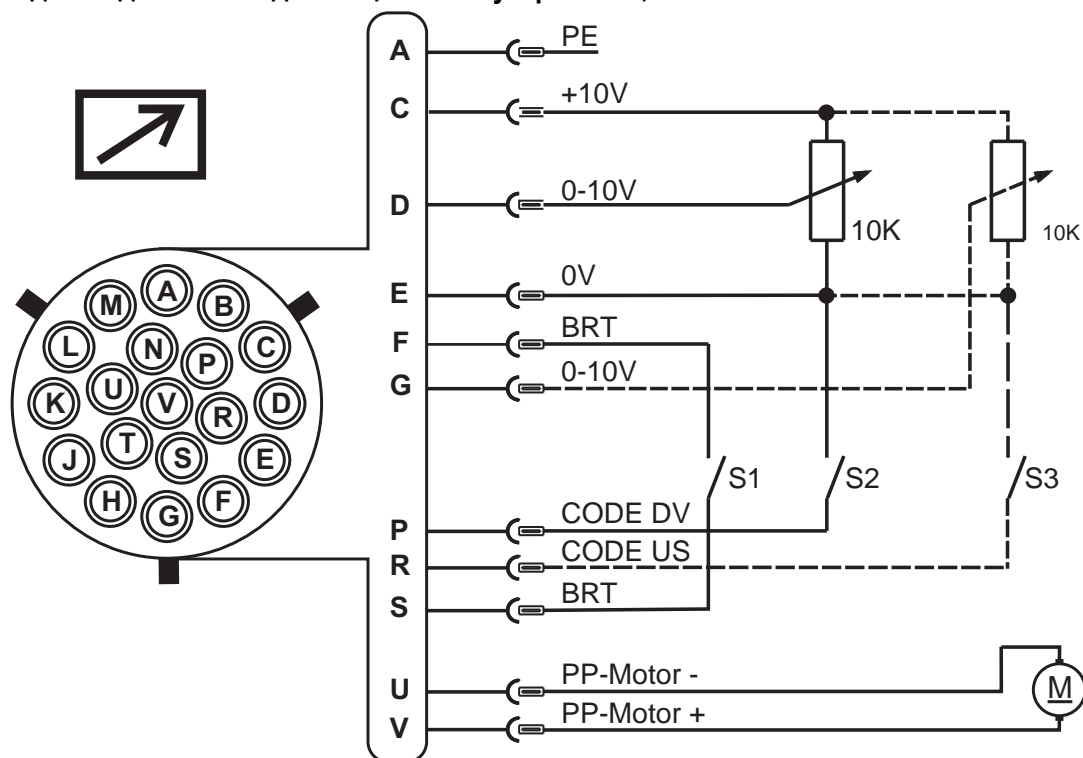 A PE
C +10V
D 0-10V
10K
10K
E 0V
F BRT
G 0-10V
S1
S2
S3
P CODE DV
R CODE US
S BRT
U PP-Motor -
V PP-Motor +
M
A
B
C
D
E
F
G
H
J
K
L
M
N
P
R
S
T
U
V